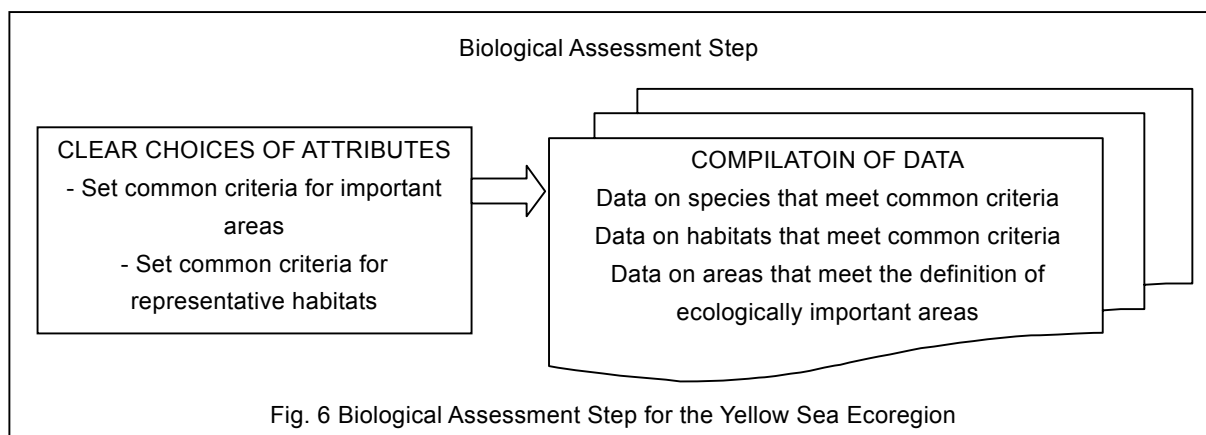 Biological Assessment Step
CLEAR CHOICES OF ATTRIBUTES
- Set common criteria for important
areas
- Set common criteria for
representative habitats
COMPILATOIN OF DATA
Data on species that meet common criteria
Data on habitats that meet common criteria
Data on areas that meet the definition of
ecologically important areas
Fig. 6 Biological Assessment Step for the Yellow Sea Ecoregion